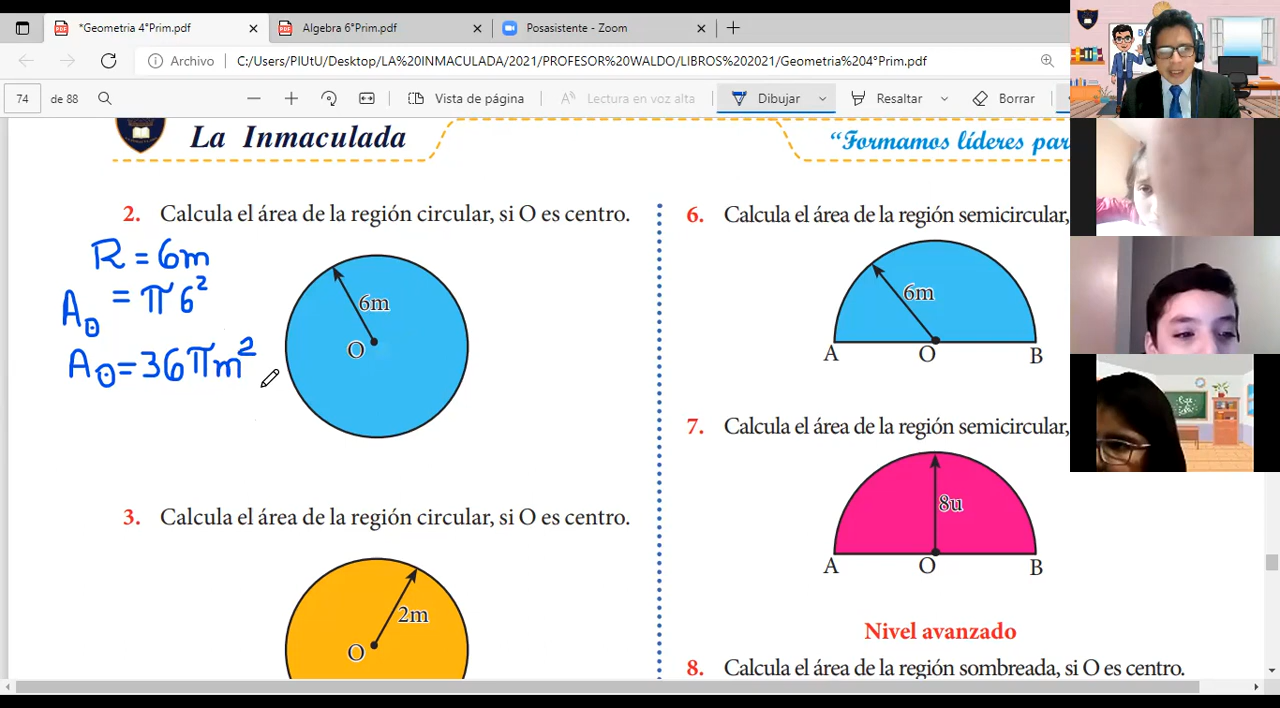 *Geometria 4°Prim.pdf
Algebra 6°Prim.pdf
Posasistente - Zoom
Archivo
C:/Users/PIUtU/Desktop/LA%20INMACULADA/2021/PROFESOR%20WALDO/LIBROS%202021/Geometria%204°Prim.pdf
74 de 88
Vista de página
Lectura en voz alta
Dibujar
Resaltar
Borrar
La Inmaculada
“Formamos líderes par
2. Calcula el área de la región circular, si O es centro.
R = 6m
A⊙ = π6²
A⊙ = 36πm²
6m
O
3. Calcula el área de la región circular, si O es centro.
2m
O
6. Calcula el área de la región semicircular,
6m
A O B
7. Calcula el área de la región semicircular,
8u
A O B
Nivel avanzado
8. Calcula el área de la región sombreada, si O es centro.